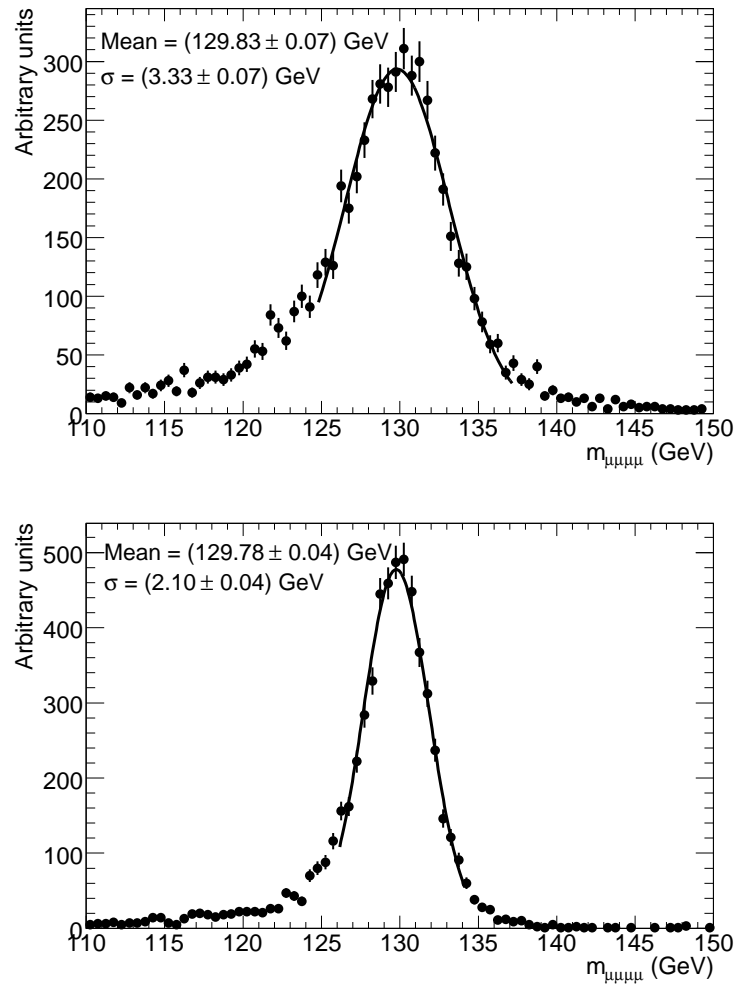 Arbitrary units
Mean = (129.83 ± 0.07) GeV
σ = (3.33 ± 0.07) GeV
300
250
200
150
100
50
0
110 115 120 125 130 135 140 145 150
m_μμμμ (GeV)
Arbitrary units
Mean = (129.78 ± 0.04) GeV
σ = (2.10 ± 0.04) GeV
500
400
300
200
100
0
110 115 120 125 130 135 140 145 150
m_μμμμ (GeV)